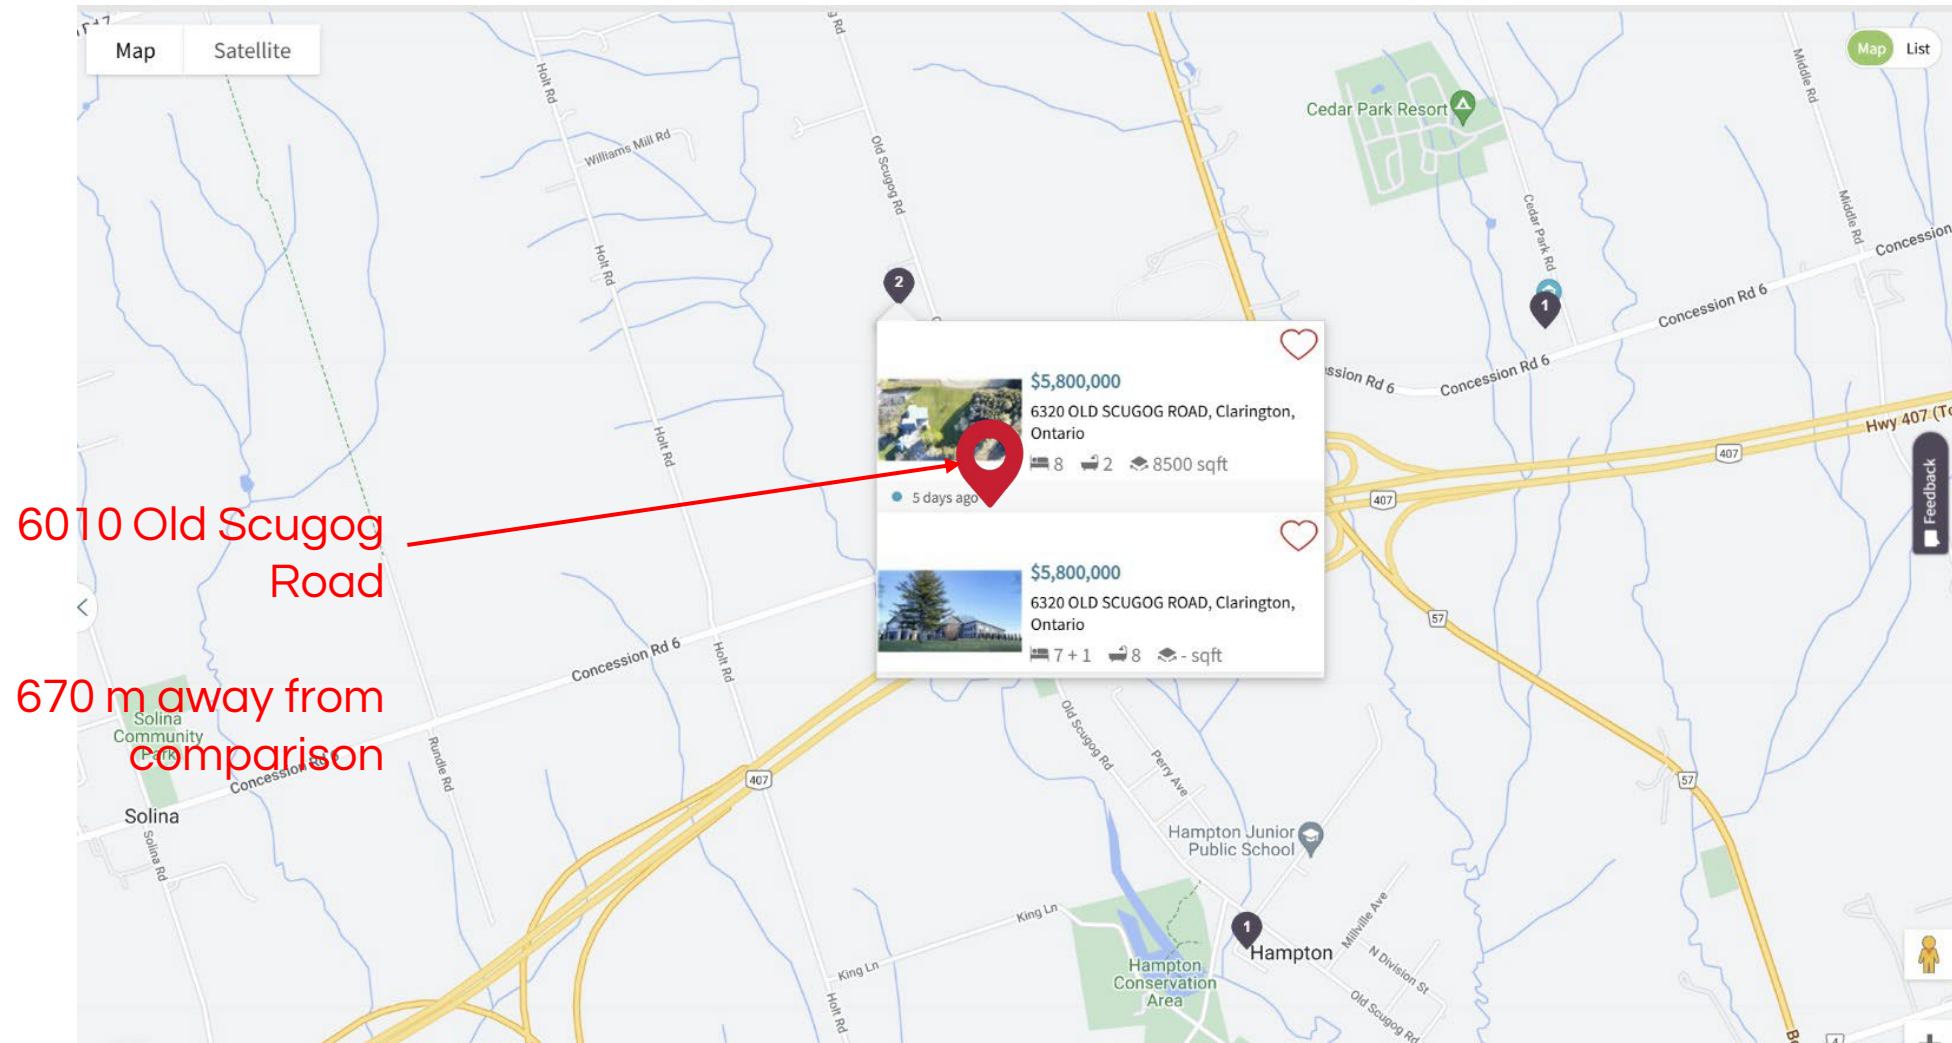 Map
Satellite
Map
List
Holt Rd
Williams Mill Rd
Old Scugog Rd
Cedar Park Resort
Middle Rd
Middle Rd
Cedar Park Rd
Concession
Holt Rd
2
1
Concession Rd 6
ssion Rd 6
Concession Rd 6
$5,800,000
6320 OLD SCUGOG ROAD, Clarington,
Ontario
8
2
8500 sqft
5 days ago
$5,800,000
6320 OLD SCUGOG ROAD, Clarington,
Ontario
7 + 1
8
- sqft
Hwy 407 (To
407
407
Feedback
Holt Rd
6010 Old Scugog
Road
57
Concession Rd 6
Holt Rd
670 m away from
comparison
Solina
Community
Park
Concession Rd 6
Rundle Rd
407
Old Scugog Rd
Perry Ave
57
Solina
Solina Rd
Hampton Junior
Public School
King Ln
King Ln
Holt Rd
1
Hampton
Millville Ave
N Division St
Hampton
Conservation
Area
Old Scugog Rd
4